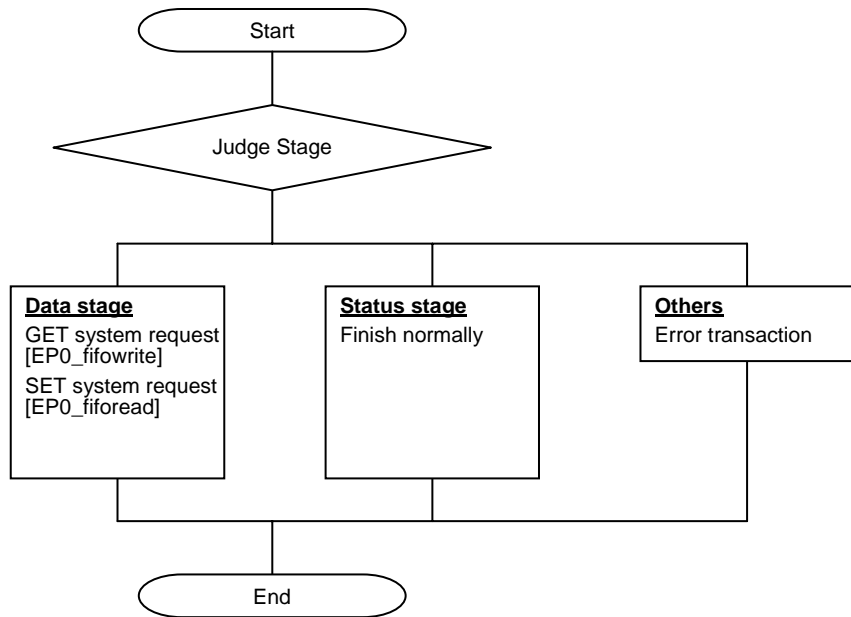 Start
Judge Stage
Data stage
GET system request
[EP0_fifowrite]
SET system request
[EP0_fiforead]
Status stage
Finish normally
Others
Error transaction
End